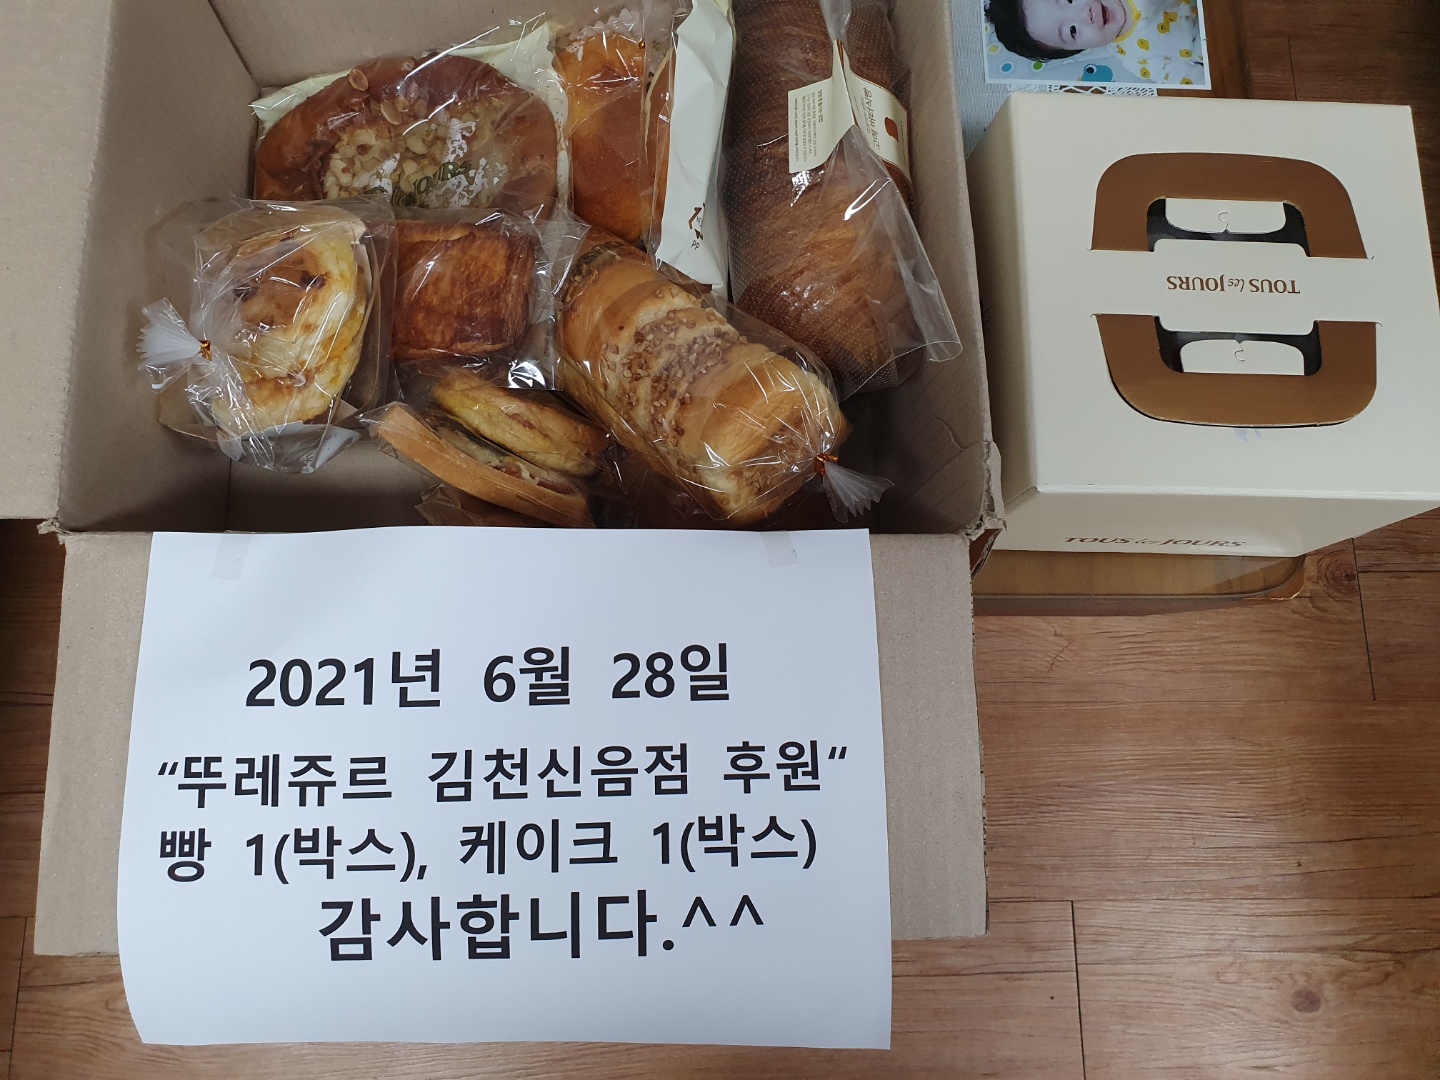 TOUS les JOURS
TOUS les JOURS
PP
2021년 6월 28일
“뚜레쥬르 김천신음점 후원“
빵 1(박스), 케이크 1(박스)
감사합니다.^^